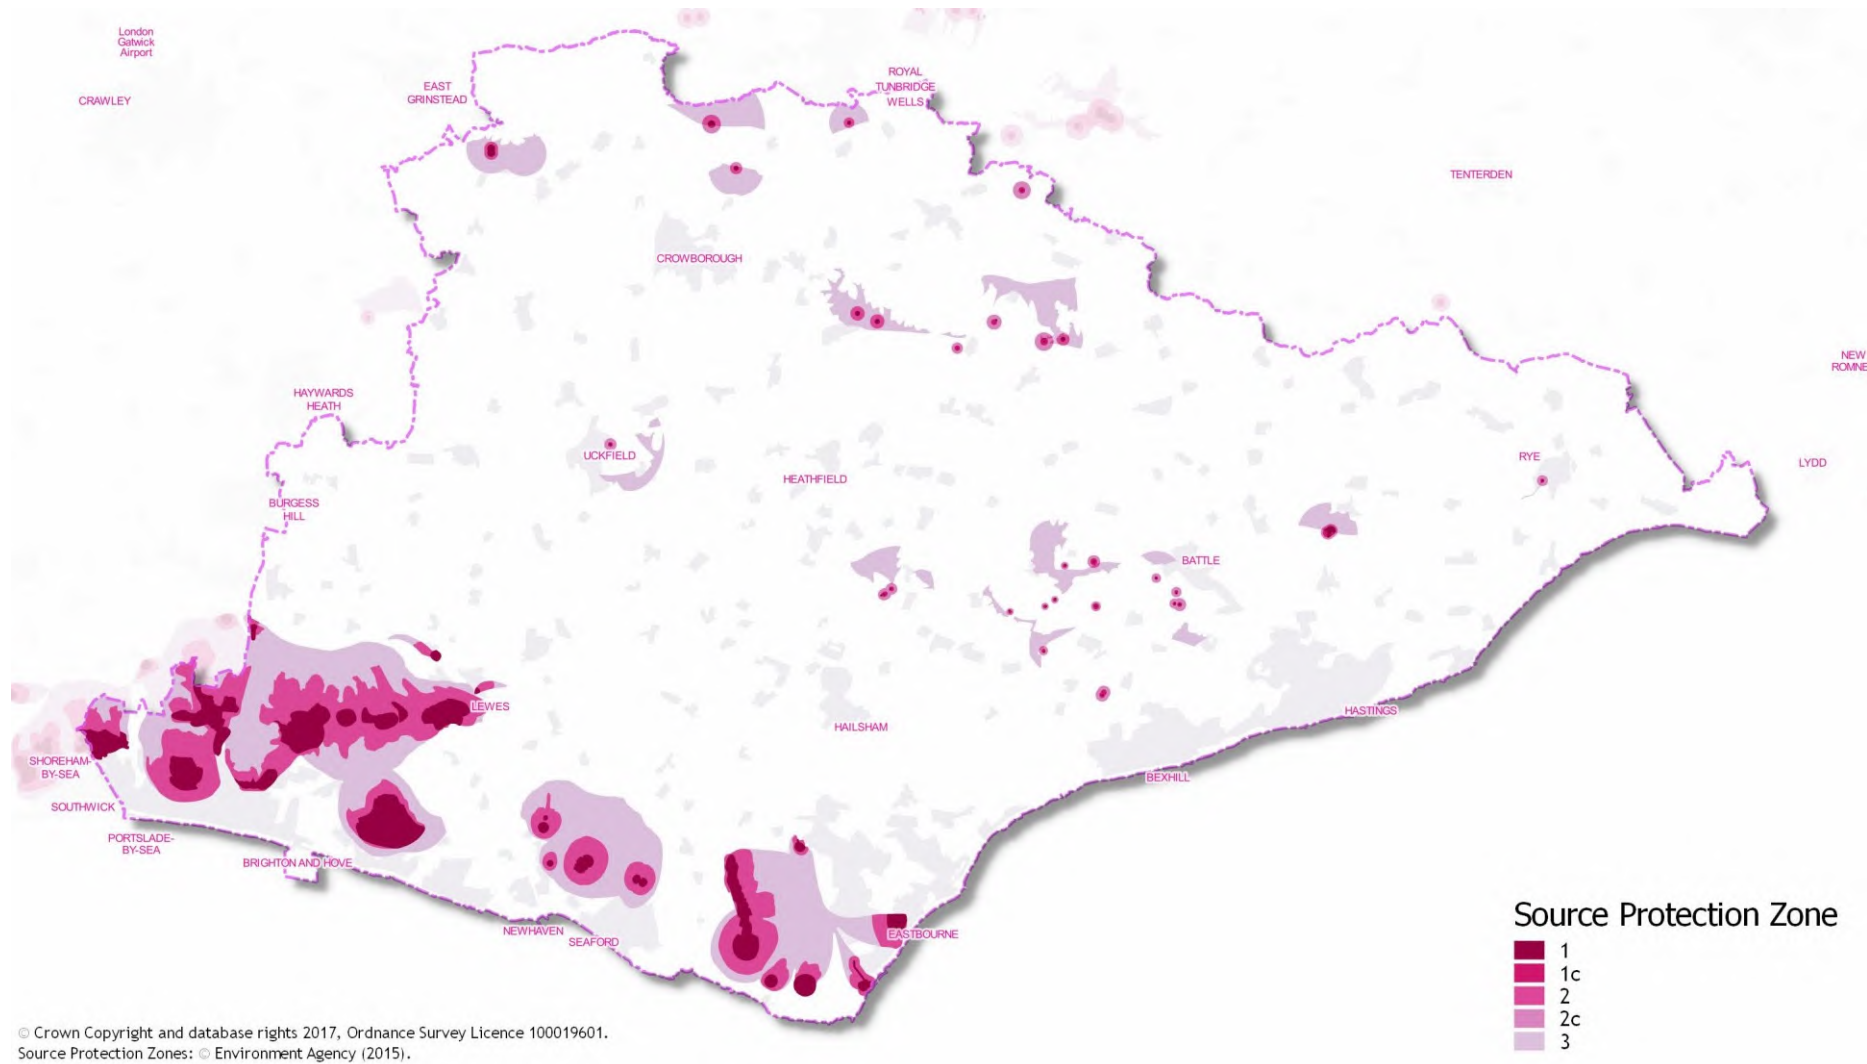 London
Gatwick
Airport
CRAWLEY
EAST
GRINSTEAD
ROYAL
TUNBRIDGE
WELLS
TENTERDEN
CROWBOROUGH
NEW
ROMNE
HAYWARDS
HEATH
UCKFIELD
HEATHFIELD
RYE
LYDD
BURGESS
HILL
BATTLE
LEWES
HAILSHAM
HASTINGS
SHOREHAM-
BY-SEA
BEXHILL
SOUTHWICK
PORTSLADE-
BY-SEA
BRIGHTON AND HOVE
NEWHAVEN
SEAFORD
EASTBOURNE
Source Protection Zone
1
1c
2
2c
3
© Crown Copyright and database rights 2017, Ordnance Survey Licence 100019601.
Source Protection Zones: © Environment Agency (2015).